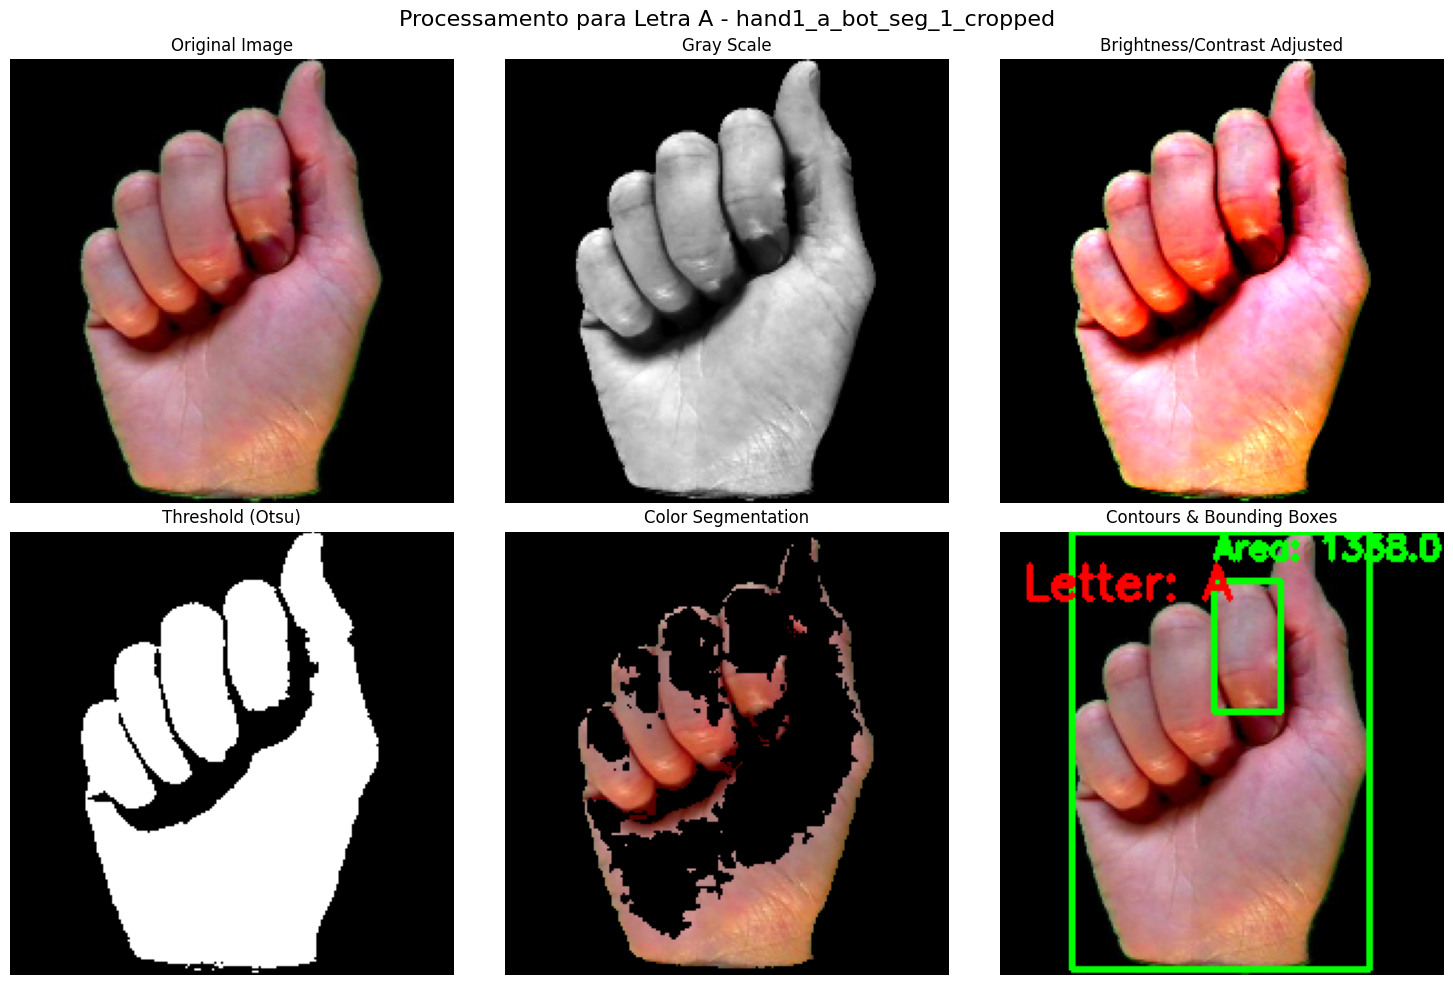 Processamento para Letra A - hand1_a_bot_seg_1_cropped
Original Image
Gray Scale
Brightness/Contrast Adjusted
Threshold (Otsu)
Color Segmentation
Contours & Bounding Boxes
Area: 1358.0
Letter: A